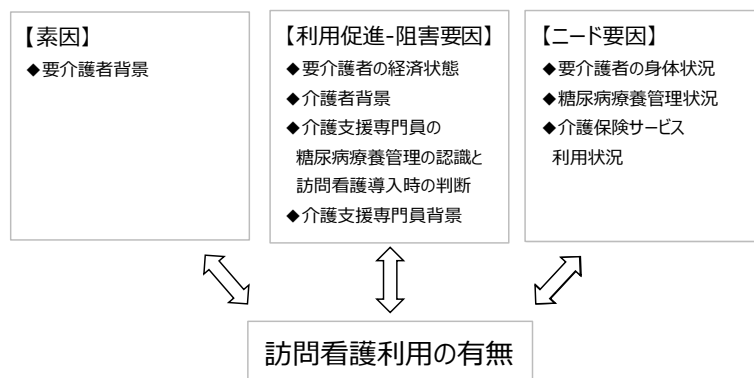 【素因】
◆要介護者背景
【利用促進-阻害要因】
◆要介護者の経済状態
◆介護者背景
◆介護支援専門員の
糖尿病療養管理の認識と
訪問看護導入時の判断
◆介護支援専門員背景
【ニード要因】
◆要介護者の身体状況
◆糖尿病療養管理状況
◆介護保険サービス
利用状況
訪問看護利用の有無